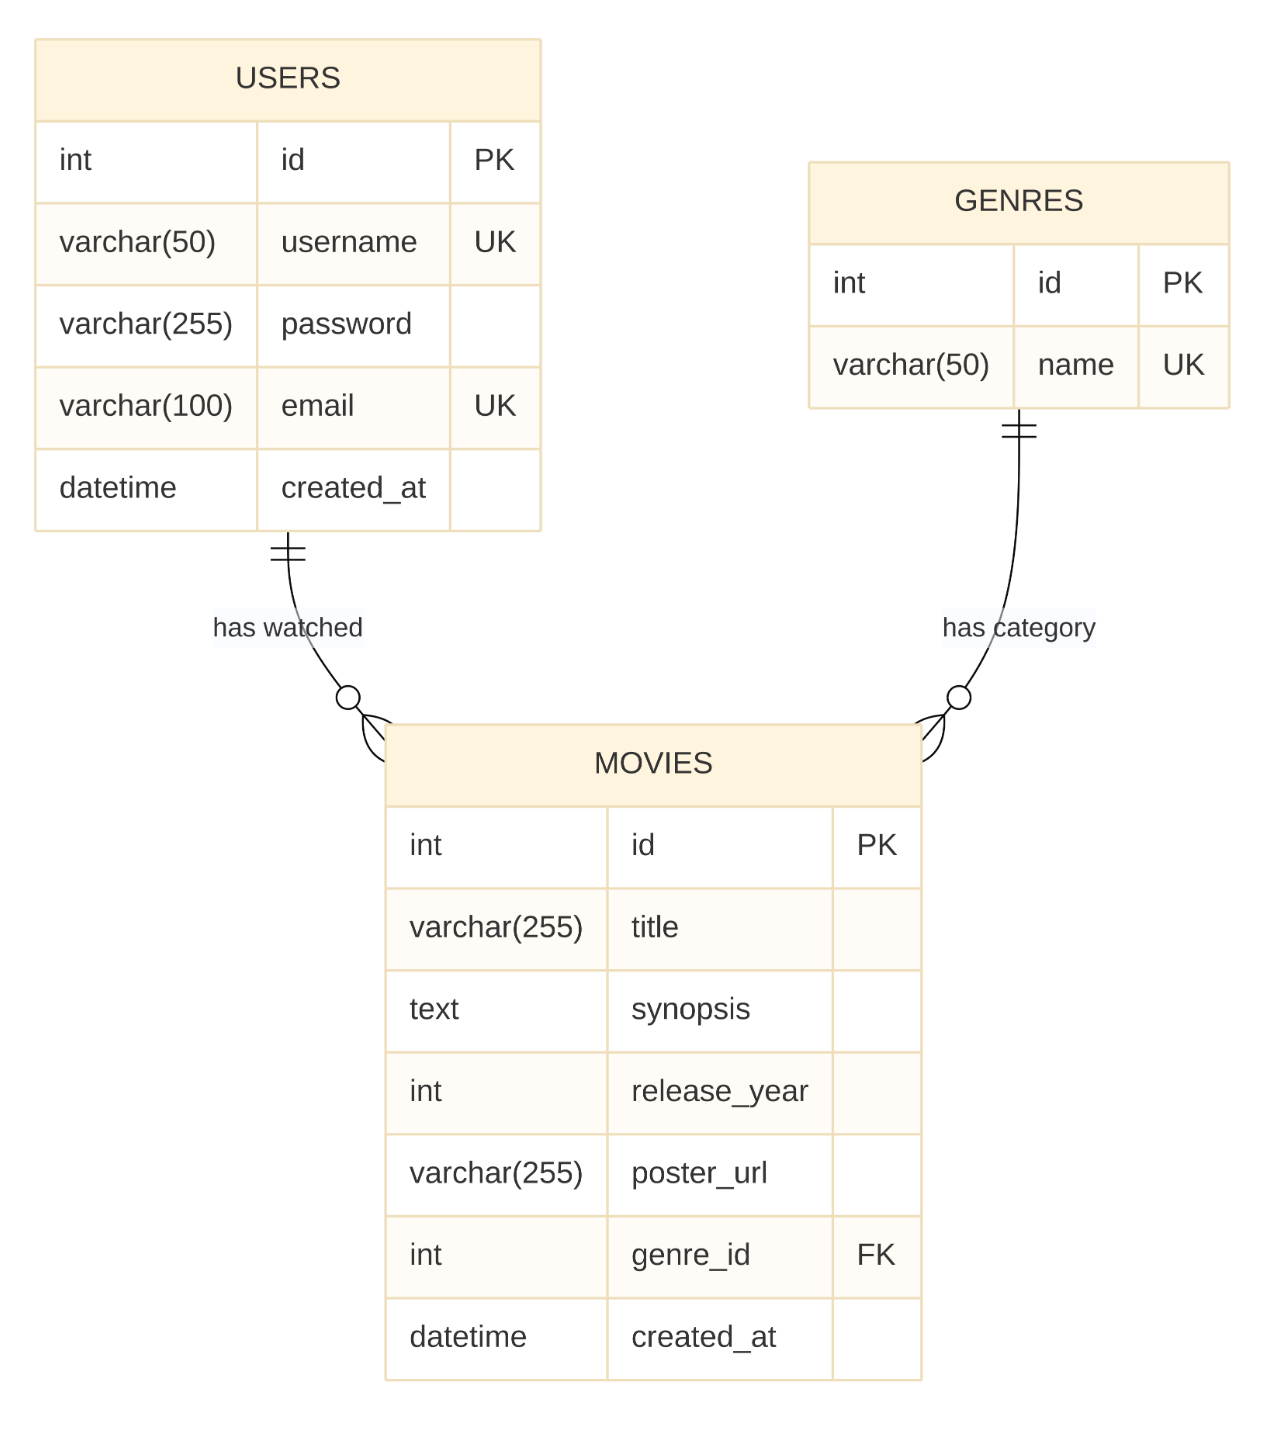 USERS
int id PK
varchar(50) username UK
varchar(255) password
varchar(100) email UK
datetime created_at
GENRES
int id PK
varchar(50) name UK
has watched
has category
MOVIES
int id PK
varchar(255) title
text synopsis
int release_year
varchar(255) poster_url
int genre_id FK
datetime created_at